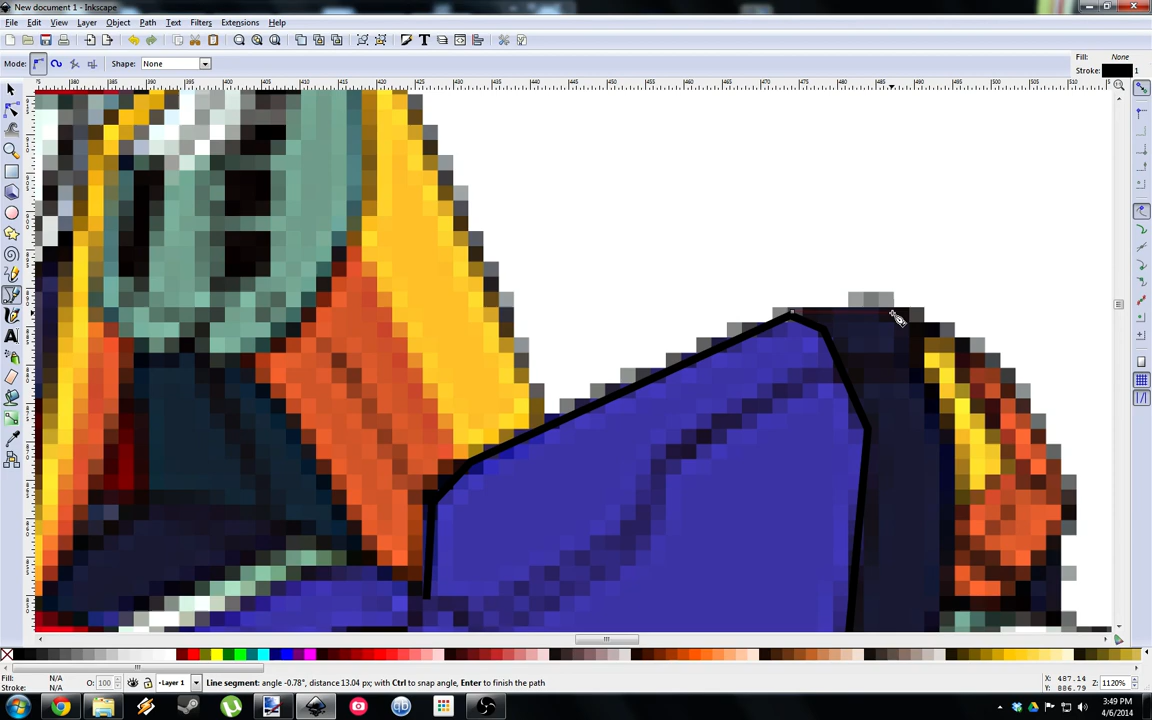 New document 1 - Inkscape
File Edit View Layer Object Path Text Filters Extensions Help
Mode: Shape: None
Fill: None
Stroke: 1
Fill: N/A
Stroke: N/A
O: 100
Layer 1
Line segment: angle -0.78°, distance 13.04 px; with Ctrl to snap angle, Enter to finish the path
X: 487.14
Y: 886.79
Z: 1120%
3:49 PM
4/6/2014